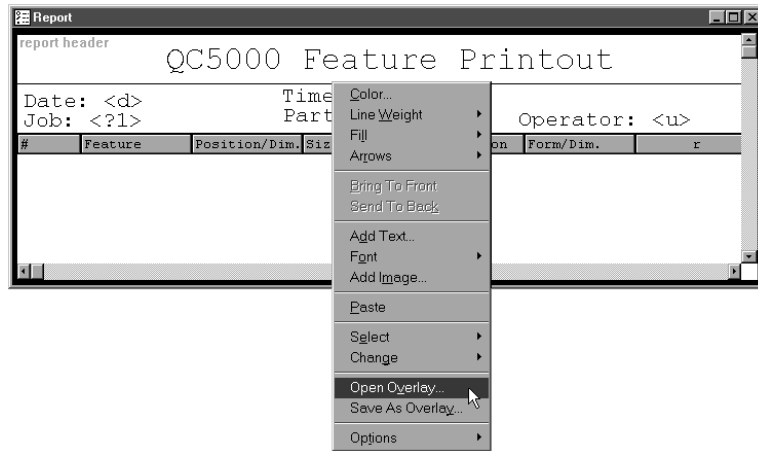 Report
report header
QC5000 Feature Printout
Date: <d>
Time
Job: <?1>
Part
Operator: <u>
# Feature Position/Dim. Siz on Form/Dim. r
Color...
Line Weight
Fill
Arrows
Bring To Front
Send To Back
Add Text...
Font
Add Image...
Paste
Select
Change
Open Overlay...
Save As Overlay...
Options